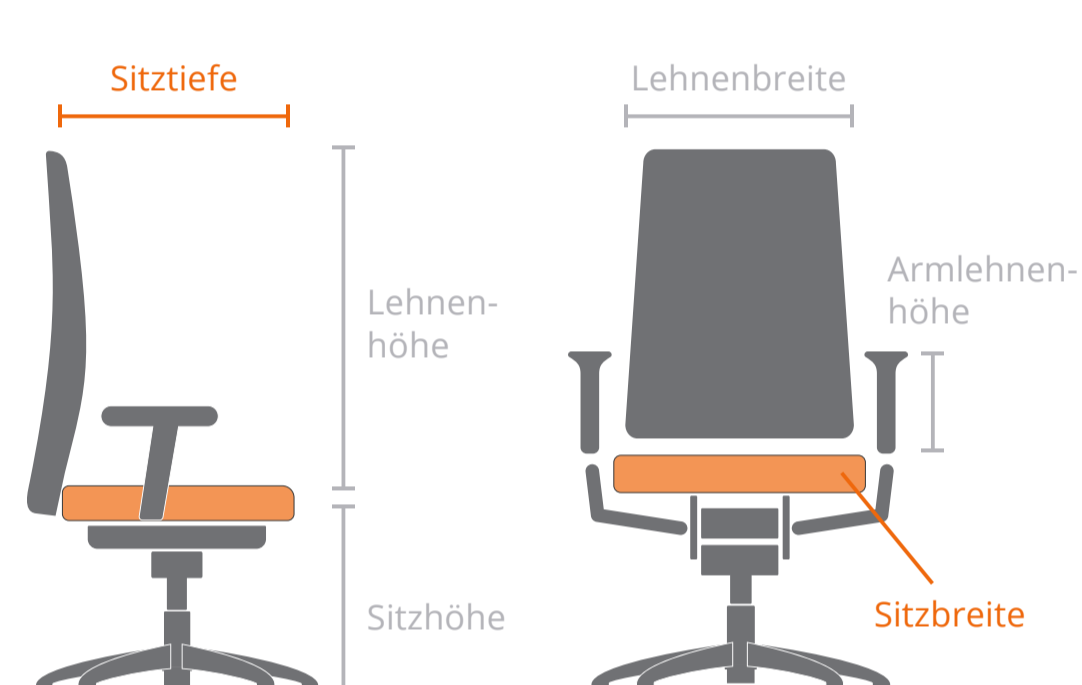 Sitztiefe
Lehnenbreite
Lehnen-
höhe
Armlehnen-
höhe
Sitzhöhe
Sitzbreite